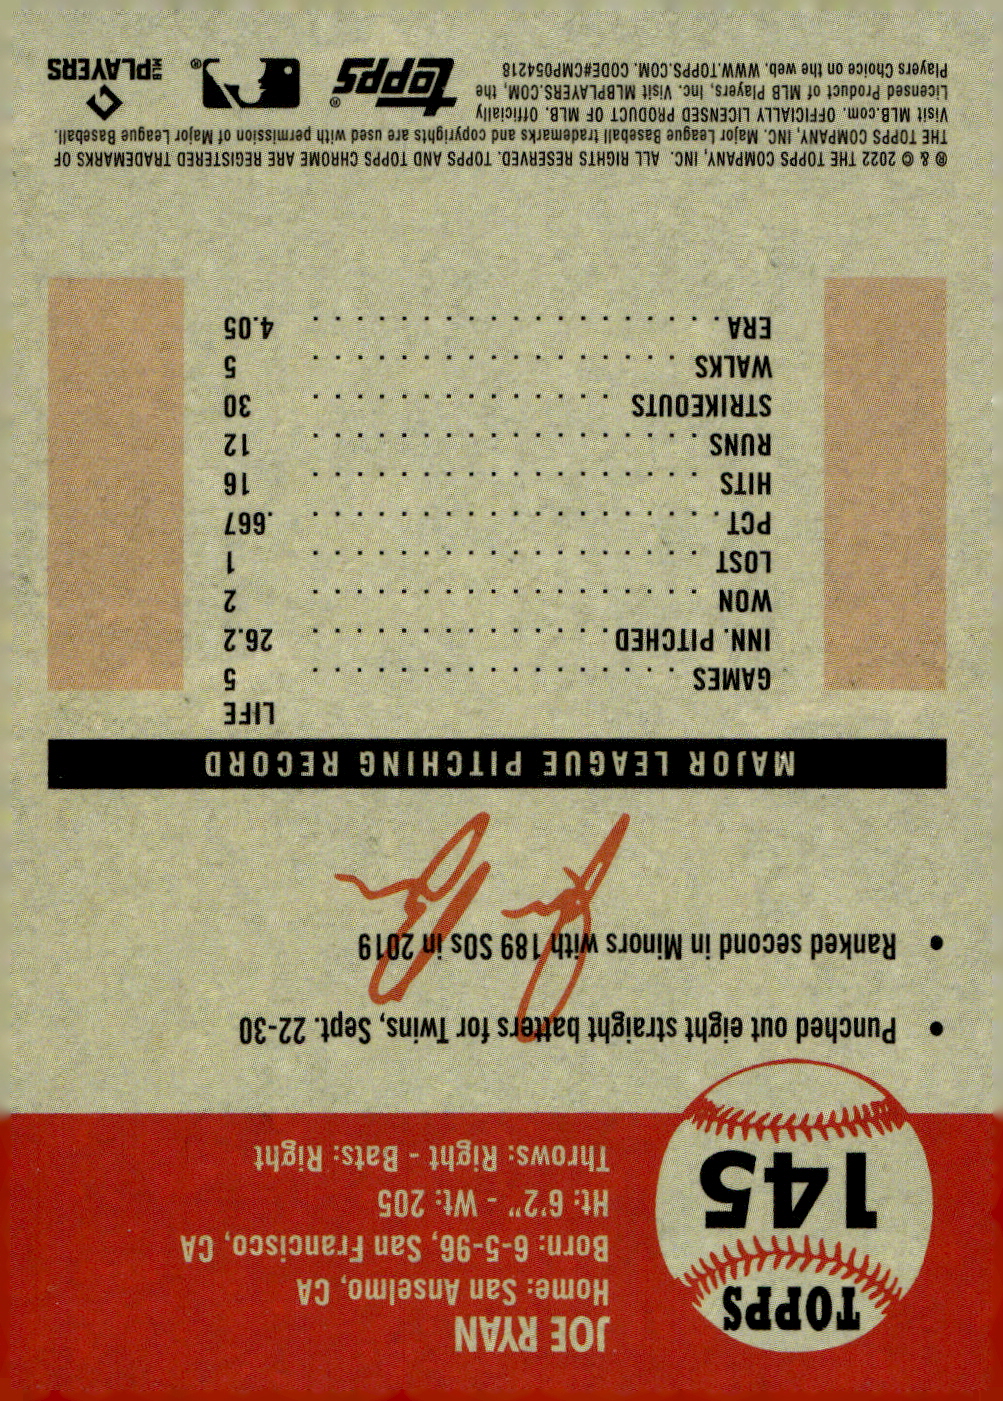 TOPPS
145
JOE RYAN
Home: San Anselmo, CA
Born: 6-5-96, San Francisco, CA
Ht: 6'2" - Wt: 205
Throws: Right - Bats: Right
• Punched out eight straight batters for Twins, Sept. 22-30
• Ranked second in Minors with 189 SOs in 2019
MAJOR LEAGUE PITCHING RECORD
LIFE
GAMES 5
INN. PITCHED 26.2
WON 2
LOST 1
PCT .667
HITS 16
RUNS 12
STRIKEOUTS 30
WALKS 5
ERA 4.05
® & © 2022 THE TOPPS COMPANY, INC. ALL RIGHTS RESERVED. TOPPS AND TOPPS CHROME ARE REGISTERED TRADEMARKS OF
THE TOPPS COMPANY, INC. Major League Baseball trademarks and copyrights are used with permission of Major League Baseball.
Visit MLB.com. OFFICIALLY LICENSED PRODUCT OF MLB. Officially
Licensed Product of MLB Players, Inc. Visit MLBPLAYERS.COM, the
Players Choice on the web. WWW.TOPPS.COM. CODE#CMP054218
topps®
®
MLB PLAYERS